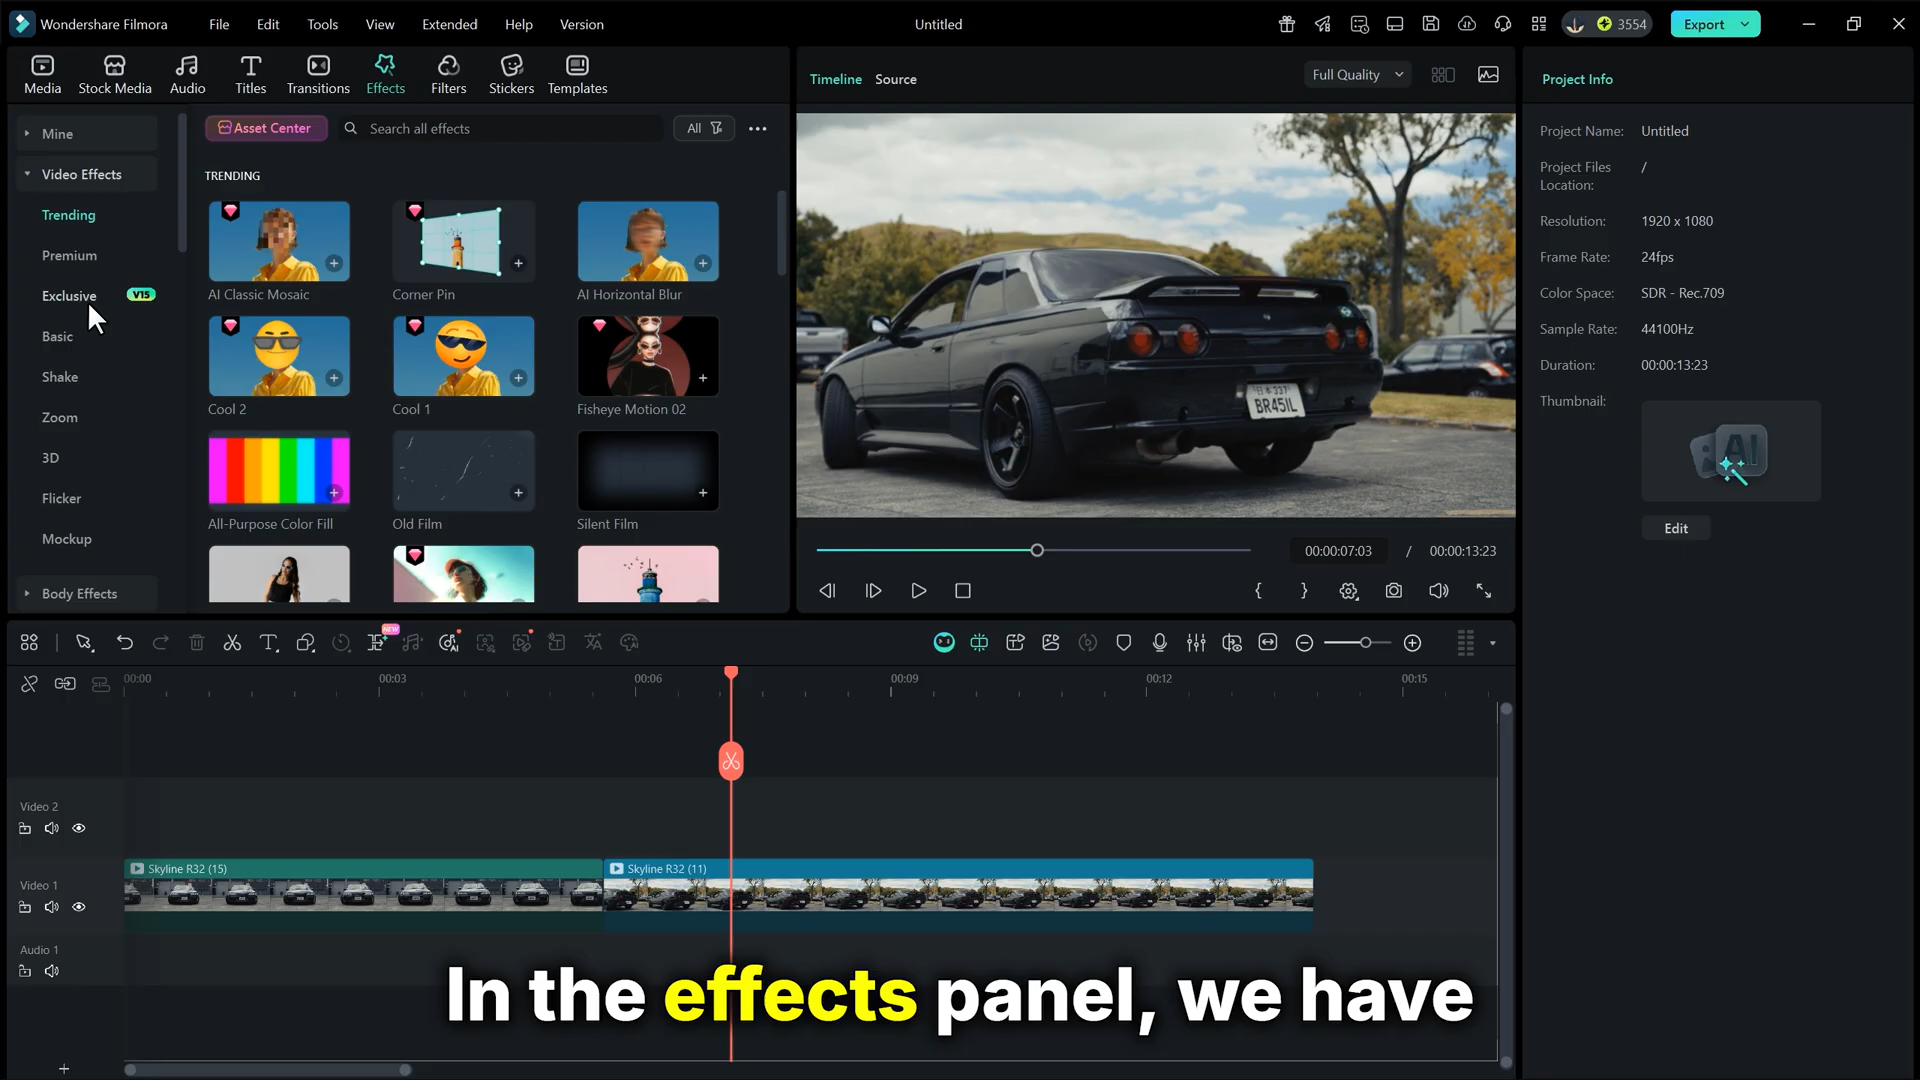 Wondershare Filmora
File
Edit
Tools
View
Extended
Help
Version
Untitled
3554
Export
Media
Stock Media
Audio
Titles
Transitions
Effects
Filters
Stickers
Templates
Mine
Video Effects
Trending
Premium
Exclusive
V15
Basic
Shake
Zoom
3D
Flicker
Mockup
Body Effects
Asset Center
Search all effects
All
TRENDING
AI Classic Mosaic
Corner Pin
AI Horizontal Blur
Cool 2
Cool 1
Fisheye Motion 02
All-Purpose Color Fill
Old Film
Silent Film
Timeline
Source
Full Quality
BR45IL
00:00:07:03
/
00:00:13:23
Project Info
Project Name: Untitled
Project Files Location: /
Resolution: 1920 x 1080
Frame Rate: 24fps
Color Space: SDR - Rec.709
Sample Rate: 44100Hz
Duration: 00:00:13:23
Thumbnail:
AI
Edit
NEW
00:00
00:03
00:06
00:09
00:12
00:15
Video 2
Skyline R32 (15)
Skyline R32 (11)
Video 1
Audio 1
In the effects panel, we have